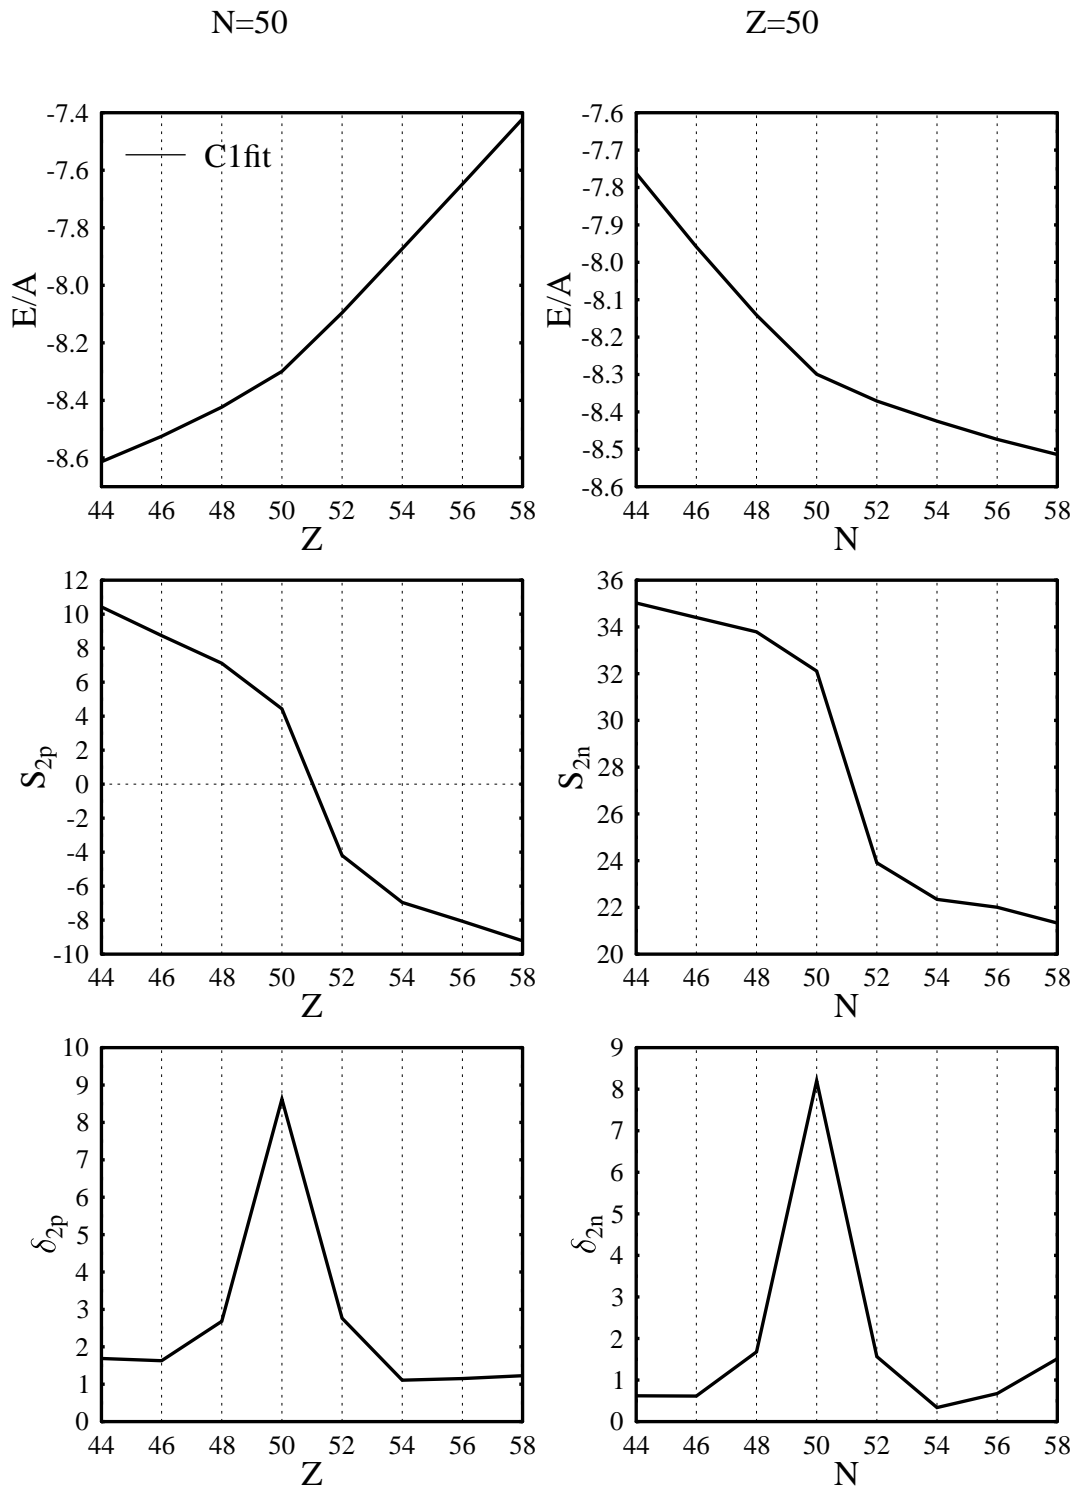 N=50 Z=50
-7.4 -7.6
C1fit
-7.7
-7.6
-7.8
-7.8 -7.9
E/A -8.0 E/A -8.0
-8.1
-8.2 -8.2
-8.3
-8.4 -8.4
-8.6 -8.5
-8.6
44 46 48 50 52 54 56 58 44 46 48 50 52 54 56 58
Z N
12 36
10 34
8
6 32
4 30
2
S2p 0 S2n 28
-2 26
-4
-6 24
-8 22
-10 20
44 46 48 50 52 54 56 58 44 46 48 50 52 54 56 58
Z N
10 9
9 8
8 7
7 6
6 5
δ2p 5 δ2n 4
4 3
3 2
2 1
1 0
0
44 46 48 50 52 54 56 58 44 46 48 50 52 54 56 58
Z N